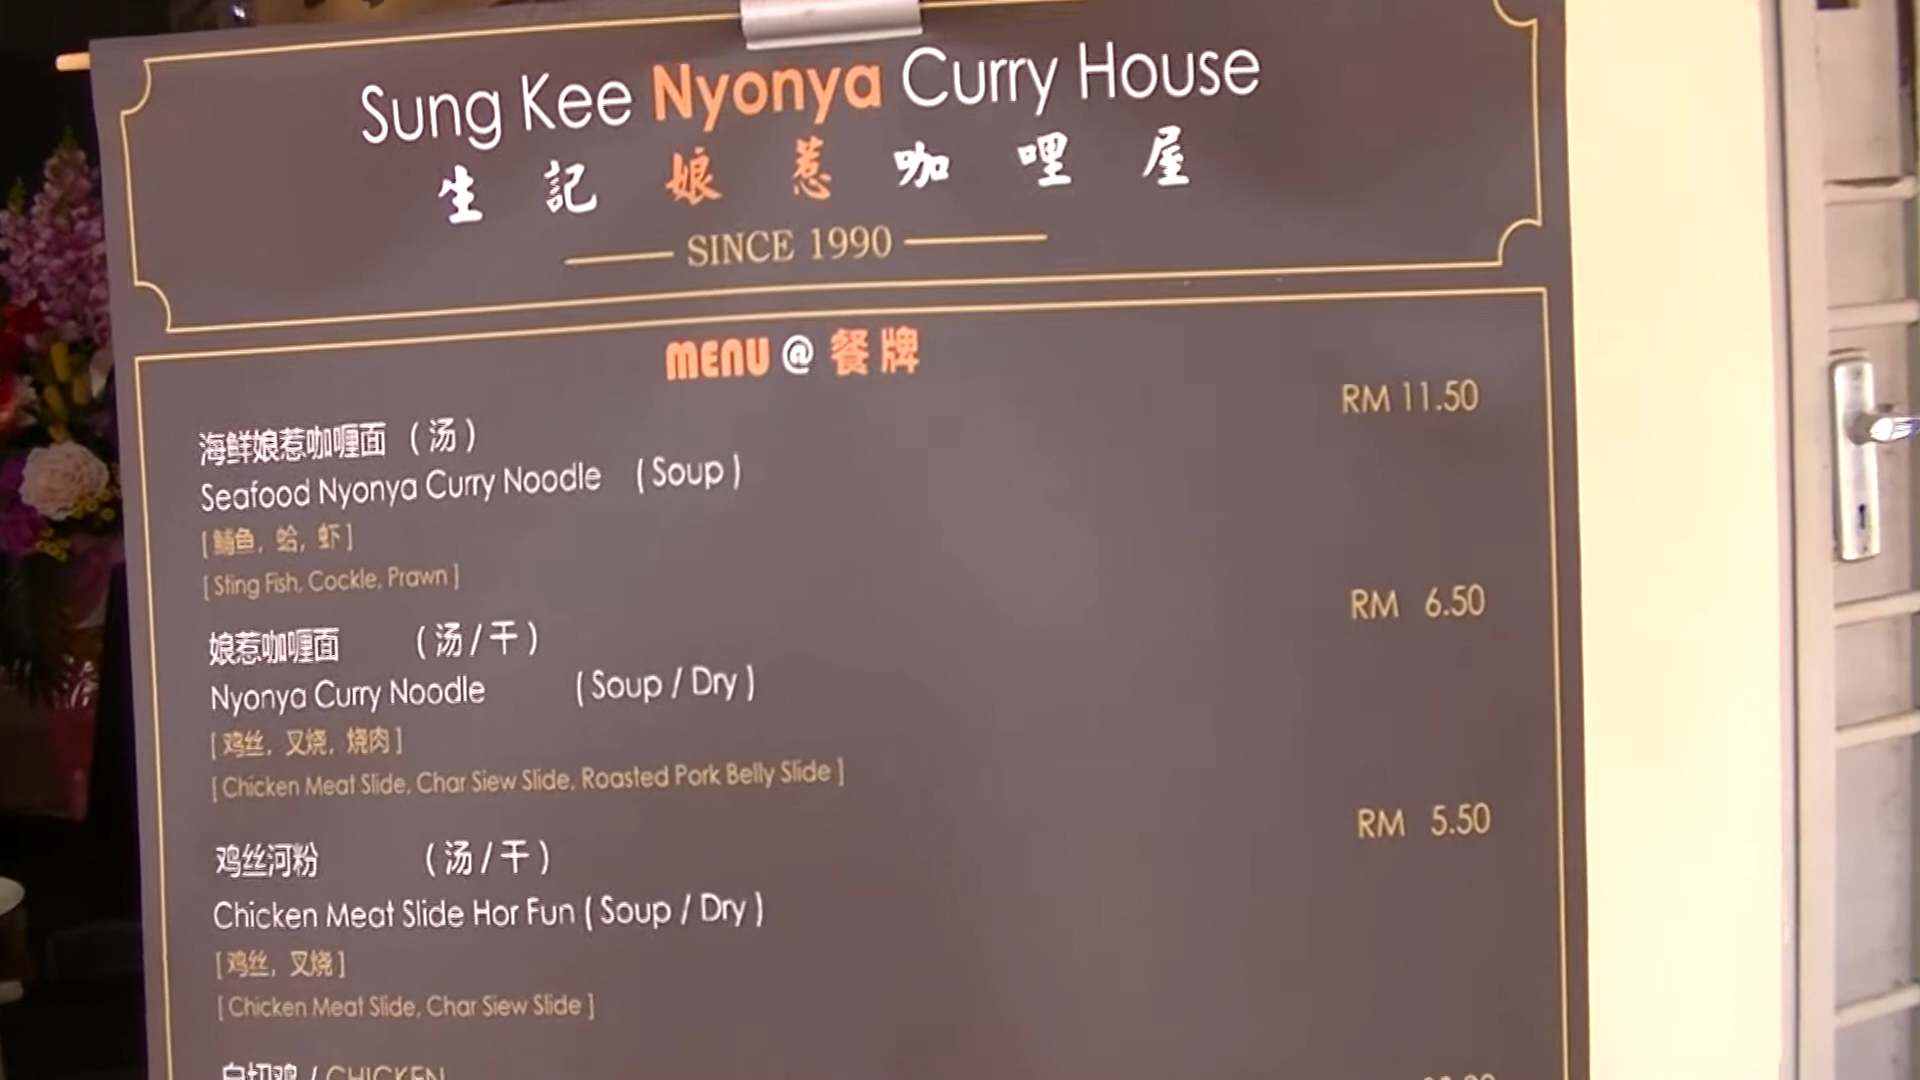 Sung Kee Nyonya Curry House
生記娘惹咖哩屋
SINCE 1990
MENU @ 餐牌
海鲜娘惹咖喱面 (汤) RM 11.50
Seafood Nyonya Curry Noodle (Soup)
[鯆鱼, 蛤, 虾]
[Sting Fish, Cockle, Prawn]
娘惹咖喱面 (汤/干) RM 6.50
Nyonya Curry Noodle (Soup / Dry)
[鸡丝, 叉烧, 烧肉]
[Chicken Meat Slide, Char Siew Slide, Roasted Pork Belly Slide]
鸡丝河粉 (汤/干) RM 5.50
Chicken Meat Slide Hor Fun (Soup / Dry)
[鸡丝, 叉烧]
[Chicken Meat Slide, Char Siew Slide]
白切鸡 / CHICKEN